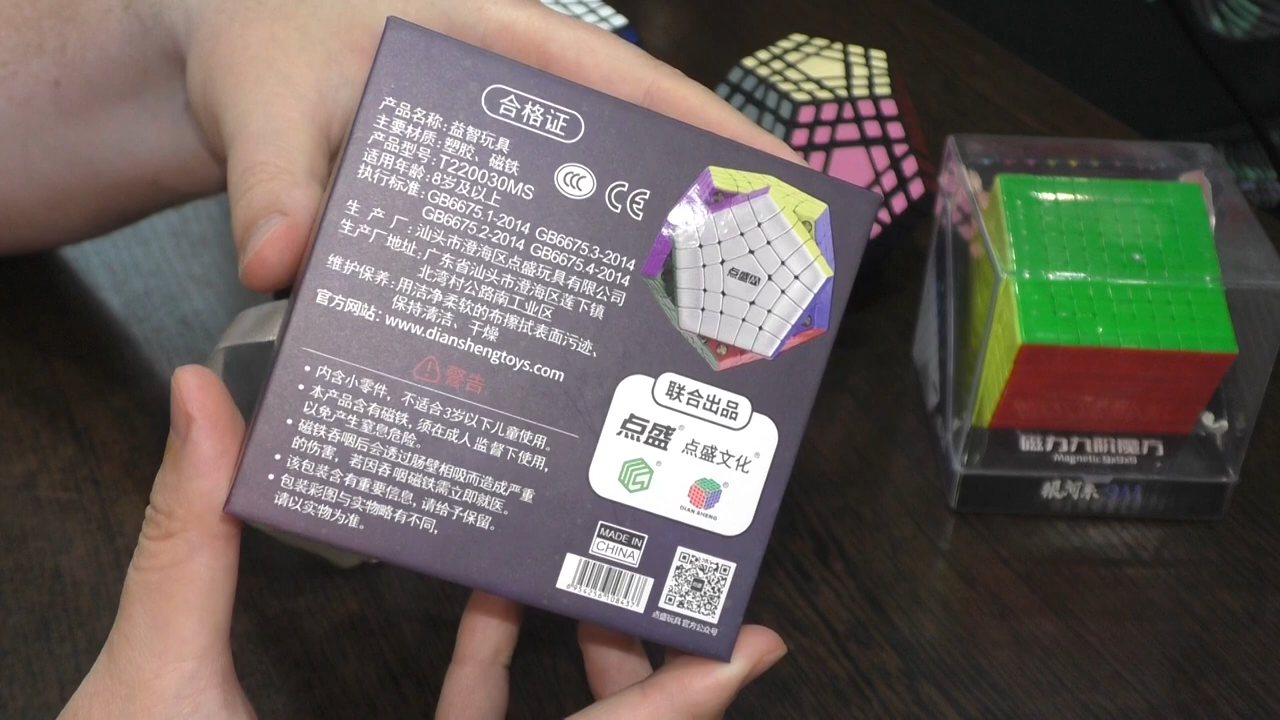 合格证
产品名称:益智玩具
主要材质:塑胶、磁铁
产品型号:T220030MS
适用年龄:8岁及以上
执行标准:GB6675.1-2014 GB6675.3-2014
GB6675.2-2014 GB6675.4-2014
生 产 厂:汕头市澄海区点盛玩具有限公司
生产厂地址:广东省汕头市澄海区莲下镇
北湾村公路南工业区
维护保养:用洁净柔软的布擦拭表面污迹、
保持清洁、干燥
官方网站:www.dianshengtoys.com
CCC
CE
点盛M
警告
• 内含小零件,不适合3岁以下儿童使用。
• 本产品含有磁铁,须在成人监督下使用,
以免产生窒息危险。
• 磁铁吞咽后会透过肠壁相吸而造成严重
的伤害,若因吞咽磁铁需立即就医。
• 该包装含有重要信息,请给予保留。
• 包装彩图与实物略有不同,
请以实物为准。
联合出品
点盛® 点盛文化®
DIAN SHENG
MADE IN
CHINA
点盛玩具 官方公众号
磁力九阶魔方
Magnetic 9x9x9
银河系 9M